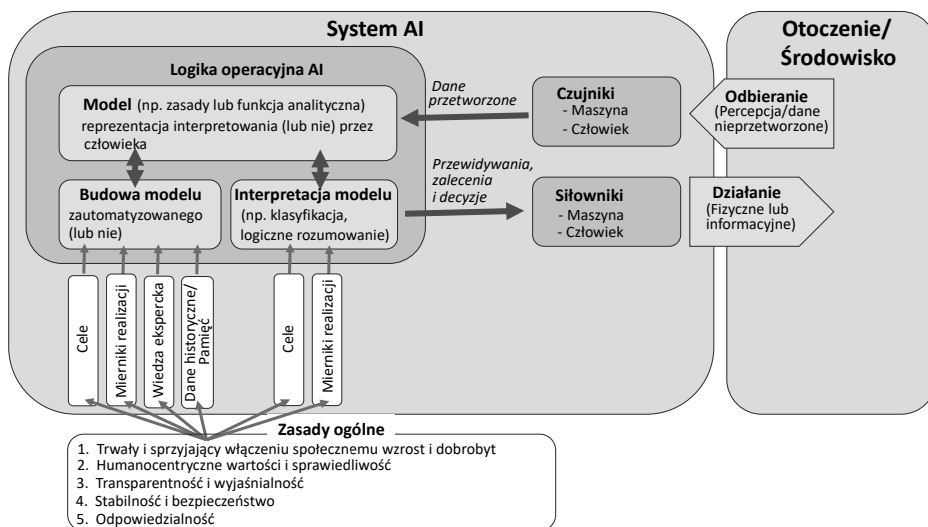 System AI
Otoczenie/
Środowisko
Logika operacyjna AI
Model (np. zasady lub funkcja analityczna)
reprezentacja interpretowania (lub nie) przez
człowieka
Dane
przetworzone
Czujniki
- Maszyna
- Człowiek
Odbieranie
(Percepcja/dane
nieprzetworzone)
Budowa modelu
zautomatyzowanego
(lub nie)
Interpretacja modelu
(np. klasyfikacja,
logiczne rozumowanie)
Przewidywania,
zalecenia
i decyzje
Siłowniki
- Maszyna
- Człowiek
Działanie
(Fizyczne lub
informacyjne)
Cele
Mierniki realizacji
Wiedza ekspercka
Dane historyczne/
Pamięć
Cele
Mierniki realizacji
Zasady ogólne
1. Trwały i sprzyjający włączeniu społecznemu wzrost i dobrobyt
2. Humanocentryczne wartości i sprawiedliwość
3. Transparentność i wyjaśnialność
4. Stabilność i bezpieczeństwo
5. Odpowiedzialność